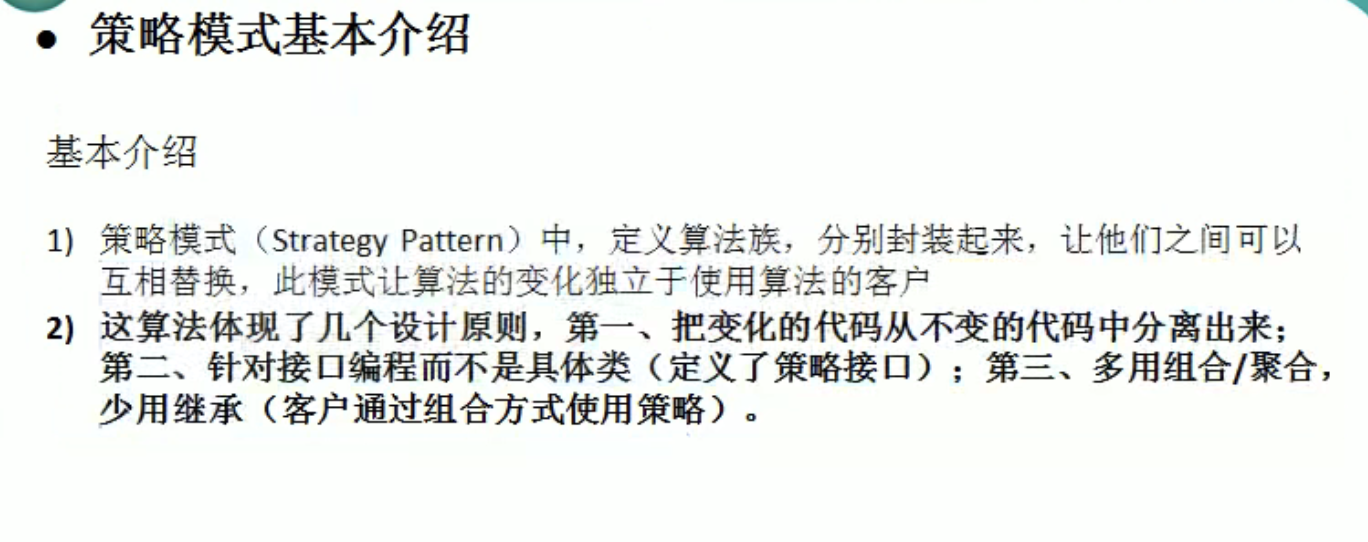 • 策略模式基本介绍
基本介绍
1) 策略模式（Strategy Pattern）中，定义算法族，分别封装起来，让他们之间可以
互相替换，此模式让算法的变化独立于使用算法的客户
2) 这算法体现了几个设计原则，第一、把变化的代码从不变的代码中分离出来；
第二、针对接口编程而不是具体类（定义了策略接口）；第三、多用组合/聚合，
少用继承（客户通过组合方式使用策略）。